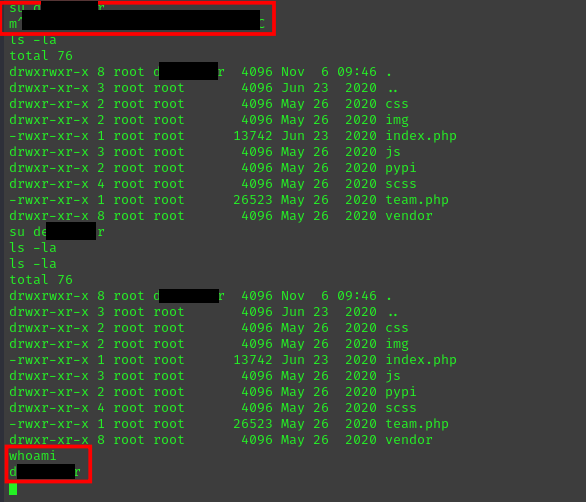 su d r
m^ C
ls -la
total 76
drwxrwxr-x 8 root d r 4096 Nov 6 09:46 .
drwxr-xr-x 3 root root 4096 Jun 23 2020 ..
drwxr-xr-x 2 root root 4096 May 26 2020 css
drwxr-xr-x 2 root root 4096 May 26 2020 img
-rwxr-xr-x 1 root root 13742 Jun 23 2020 index.php
drwxr-xr-x 3 root root 4096 May 26 2020 js
drwxr-xr-x 2 root root 4096 May 26 2020 pypi
drwxr-xr-x 4 root root 4096 May 26 2020 scss
-rwxr-xr-x 1 root root 26523 May 26 2020 team.php
drwxr-xr-x 8 root root 4096 May 26 2020 vendor
su de r
ls -la
ls -la
total 76
drwxrwxr-x 8 root d r 4096 Nov 6 09:46 .
drwxr-xr-x 3 root root 4096 Jun 23 2020 ..
drwxr-xr-x 2 root root 4096 May 26 2020 css
drwxr-xr-x 2 root root 4096 May 26 2020 img
-rwxr-xr-x 1 root root 13742 Jun 23 2020 index.php
drwxr-xr-x 3 root root 4096 May 26 2020 js
drwxr-xr-x 2 root root 4096 May 26 2020 pypi
drwxr-xr-x 4 root root 4096 May 26 2020 scss
-rwxr-xr-x 1 root root 26523 May 26 2020 team.php
drwxr-xr-x 8 root root 4096 May 26 2020 vendor
whoami
d r